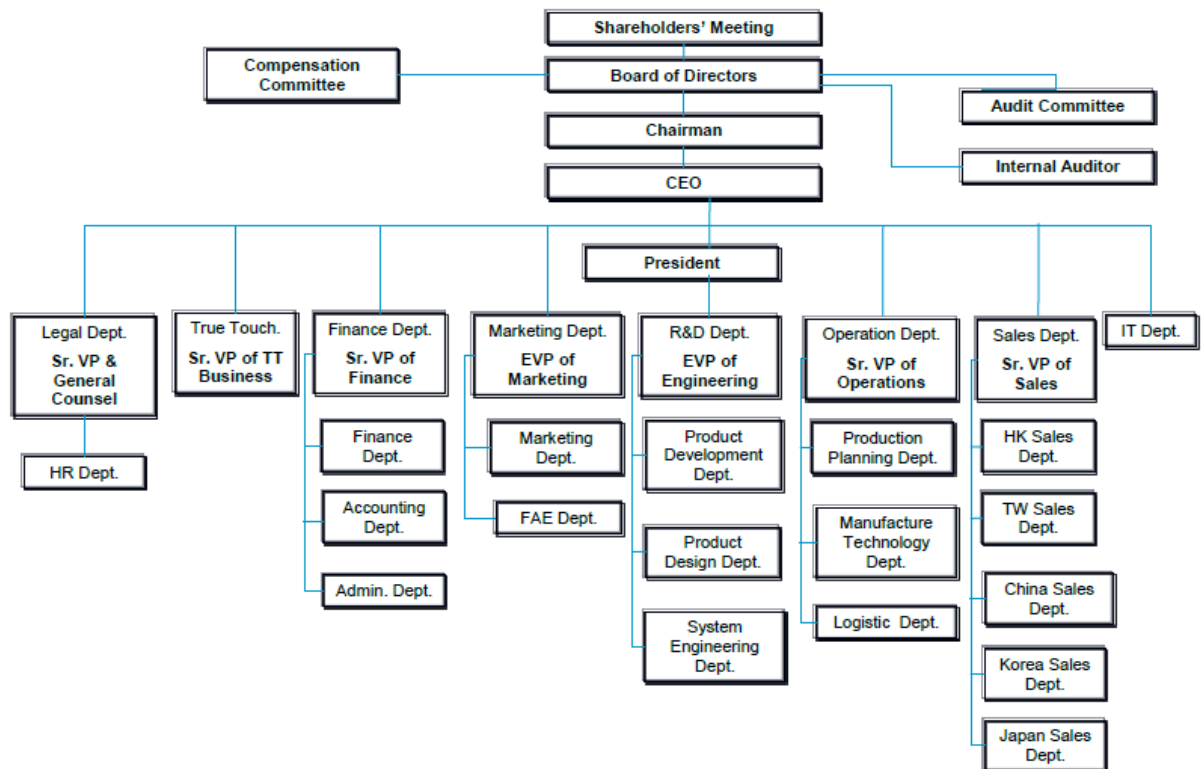 Shareholders' Meeting
Compensation
Committee
Board of Directors
Audit Committee
Chairman
Internal Auditor
CEO
President
Legal Dept.
Sr. VP &
General
Counsel
HR Dept.
True Touch.
Sr. VP of TT
Business
Finance Dept.
Sr. VP of
Finance
Finance
Dept.
Accounting
Dept.
Admin. Dept.
Marketing Dept.
EVP of
Marketing
Marketing
Dept.
FAE Dept.
R&D Dept.
EVP of
Engineering
Product
Development
Dept.
Product
Design Dept.
System
Engineering
Dept.
Operation Dept.
Sr. VP of
Operations
Production
Planning Dept.
Manufacture
Technology
Dept.
Logistic Dept.
Sales Dept.
Sr. VP of
Sales
HK Sales
Dept.
TW Sales
Dept.
China Sales
Dept.
Korea Sales
Dept.
Japan Sales
Dept.
IT Dept.